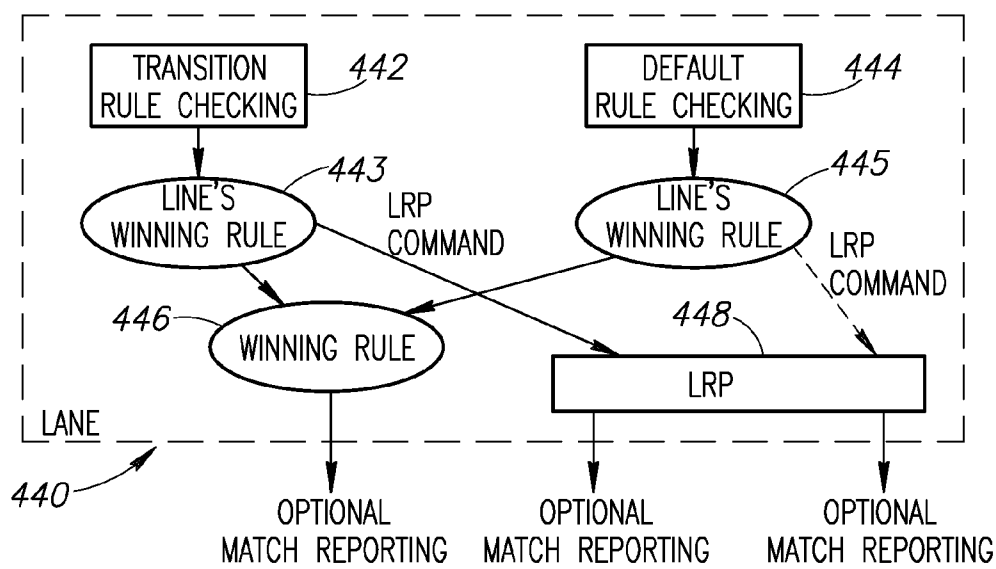 TRANSITION
RULE CHECKING
442
DEFAULT
RULE CHECKING
444
LINE'S
WINNING RULE
443
LRP
COMMAND
LINE'S
WINNING RULE
445
LRP
COMMAND
446
WINNING RULE
448
LRP
LANE
440
OPTIONAL
MATCH REPORTING
OPTIONAL
MATCH REPORTING
OPTIONAL
MATCH REPORTING